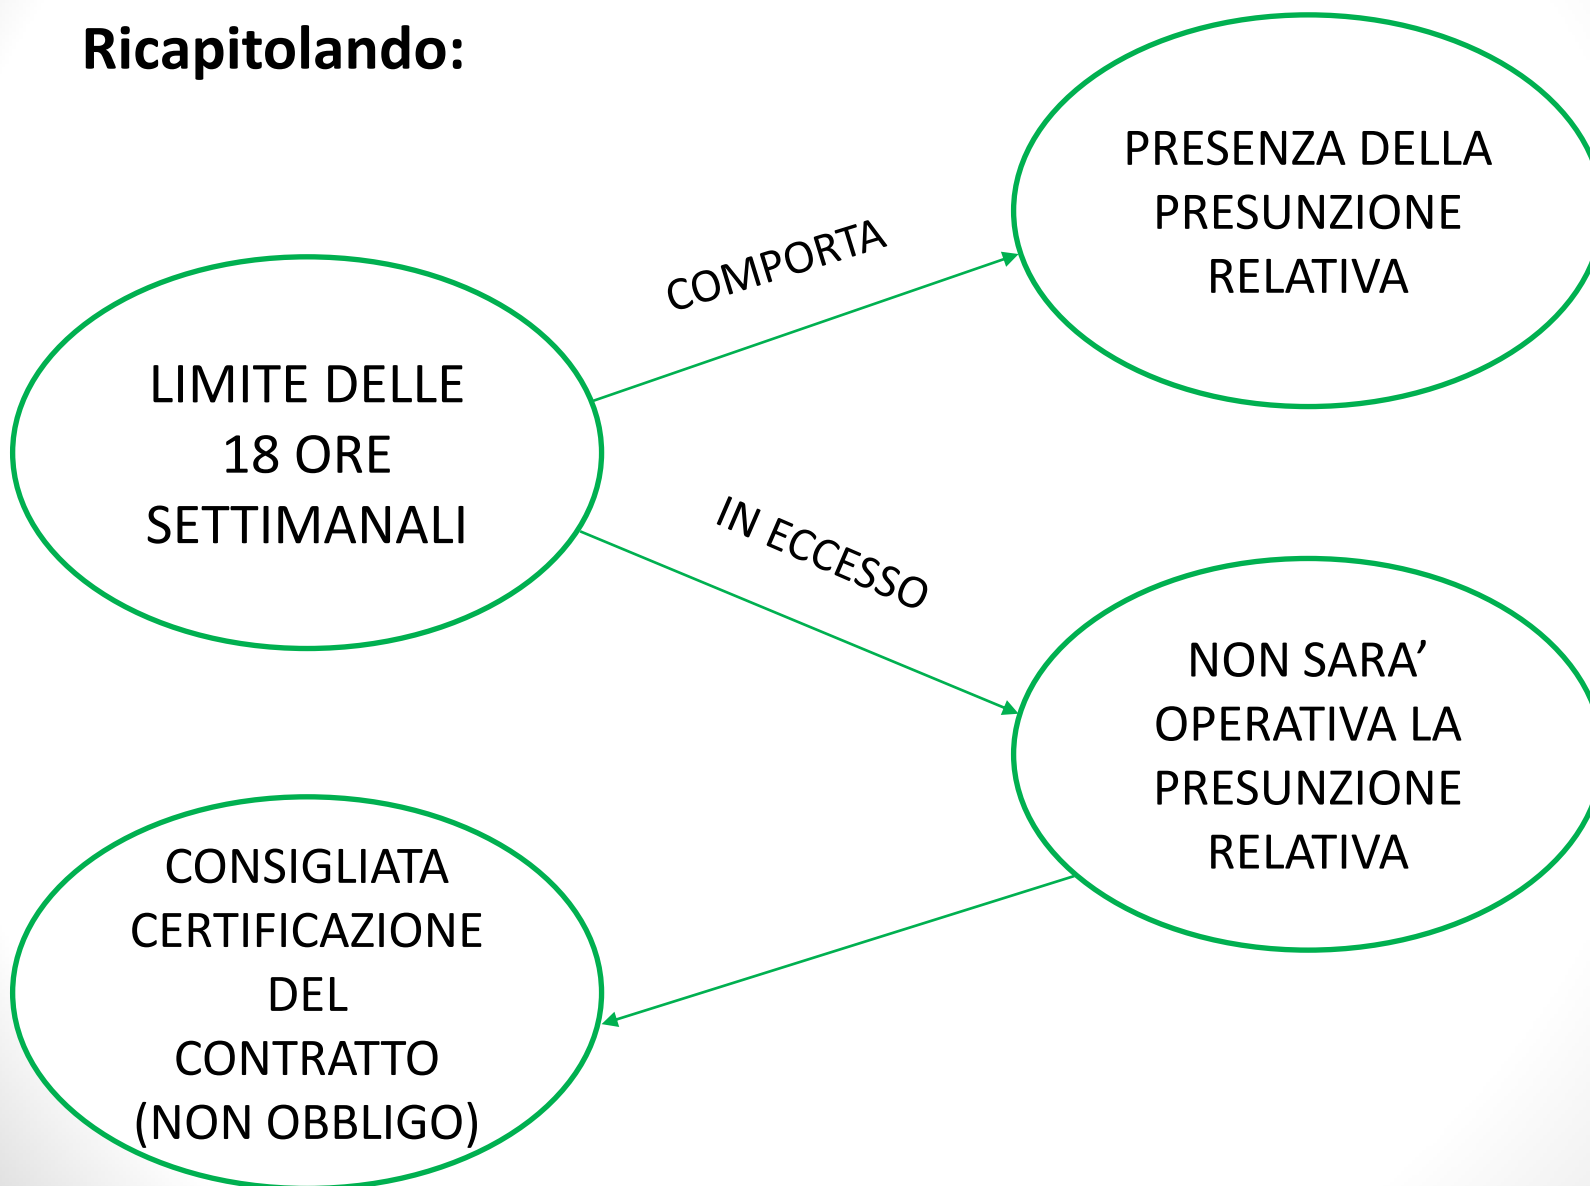 Ricapitolando:
PRESENZA DELLA
PRESUNZIONE
RELATIVA
COMPORTA
LIMITE DELLE
18 ORE
SETTIMANALI
IN ECCESSO
NON SARA’
OPERATIVA LA
PRESUNZIONE
RELATIVA
CONSIGLIATA
CERTIFICAZIONE
DEL
CONTRATTO
(NON OBBLIGO)